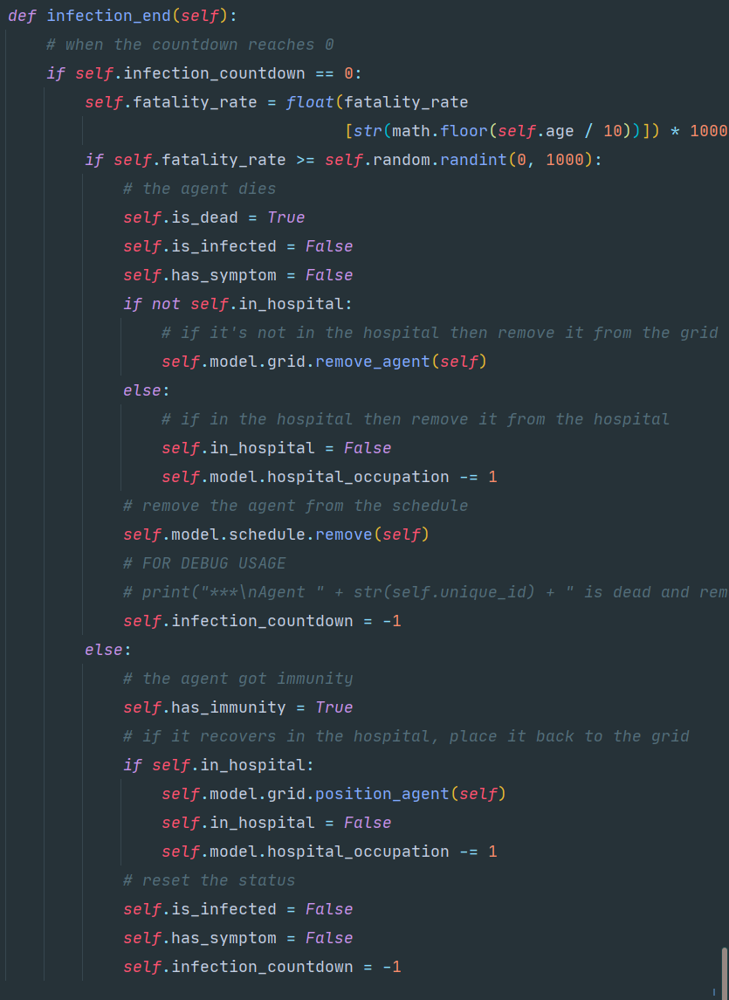 def infection_end(self):
    # when the countdown reaches 0
    if self.infection_countdown == 0:
        self.fatality_rate = float(fatality_rate
                                   [str(math.floor(self.age / 10))]) * 1000
        if self.fatality_rate >= self.random.randint(0, 1000):
            # the agent dies
            self.is_dead = True
            self.is_infected = False
            self.has_symptom = False
            if not self.in_hospital:
                # if it's not in the hospital then remove it from the grid
                self.model.grid.remove_agent(self)
            else:
                # if in the hospital then remove it from the hospital
                self.in_hospital = False
                self.model.hospital_occupation -= 1
            # remove the agent from the schedule
            self.model.schedule.remove(self)
            # FOR DEBUG USAGE
            # print("***\nAgent " + str(self.unique_id) + " is dead and rem
            self.infection_countdown = -1
        else:
            # the agent got immunity
            self.has_immunity = True
            # if it recovers in the hospital, place it back to the grid
            if self.in_hospital:
                self.model.grid.position_agent(self)
                self.in_hospital = False
                self.model.hospital_occupation -= 1
            # reset the status
            self.is_infected = False
            self.has_symptom = False
            self.infection_countdown = -1